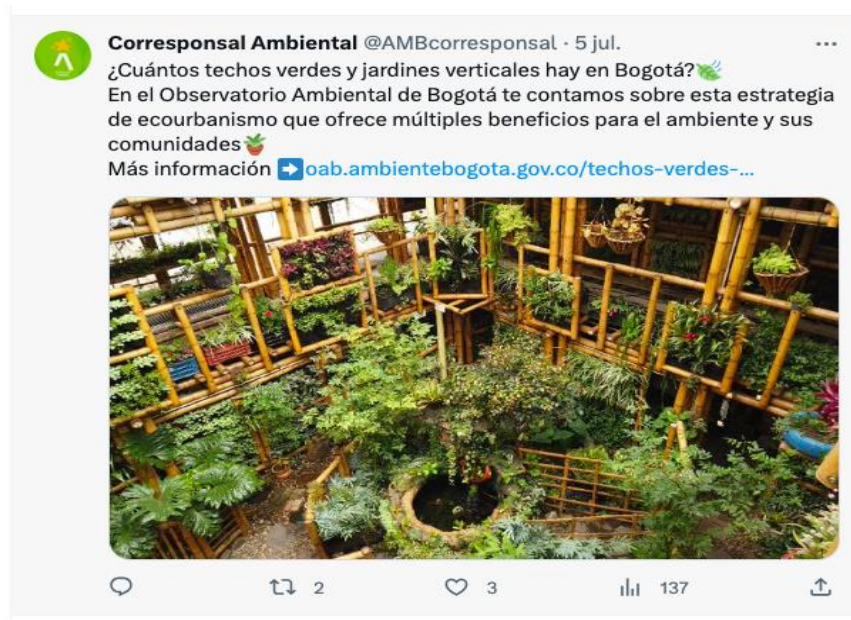 Corresponsal Ambiental @AMBcorresponsal · 5 jul.
¿Cuántos techos verdes y jardines verticales hay en Bogotá?🍃
En el Observatorio Ambiental de Bogotá te contamos sobre esta estrategia
de ecourbanismo que ofrece múltiples beneficios para el ambiente y sus
comunidades🪴
Más información ➡️oab.ambientebogota.gov.co/techos-verdes-...
2 3 137